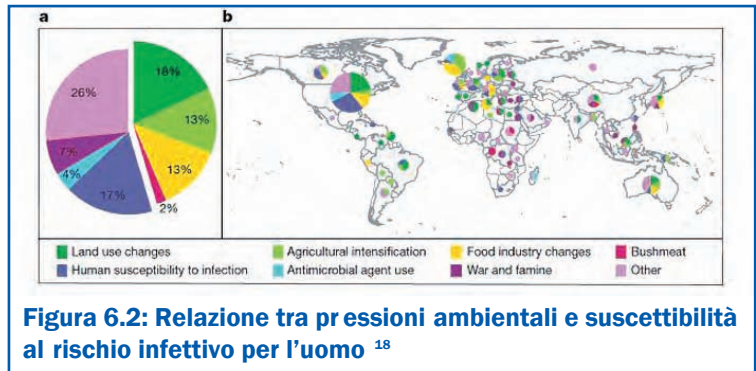 a
b
18%
13%
13%
2%
17%
4%
7%
26%
Land use changes
Agricultural intensification
Food industry changes
Bushmeat
Human susceptibility to infection
Antimicrobial agent use
War and famine
Other
Figura 6.2: Relazione tra pressioni ambientali e suscettibilità
al rischio infettivo per l’uomo 18